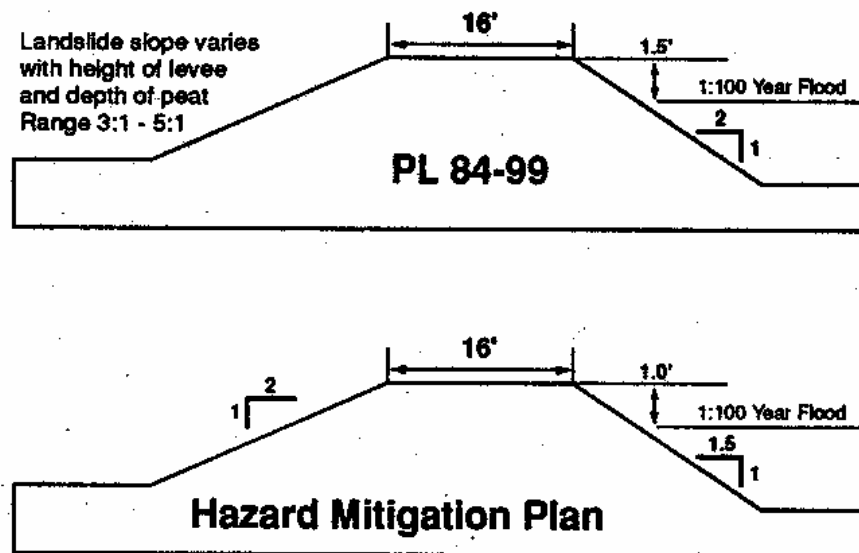 16'
Landslide slope varies
with height of levee
and depth of peat
Range 3:1 - 5:1
1.5'
1:100 Year Flood
2
1
PL 84-99
16'
1.0'
2
1
1:100 Year Flood
1.5
1
Hazard Mitigation Plan